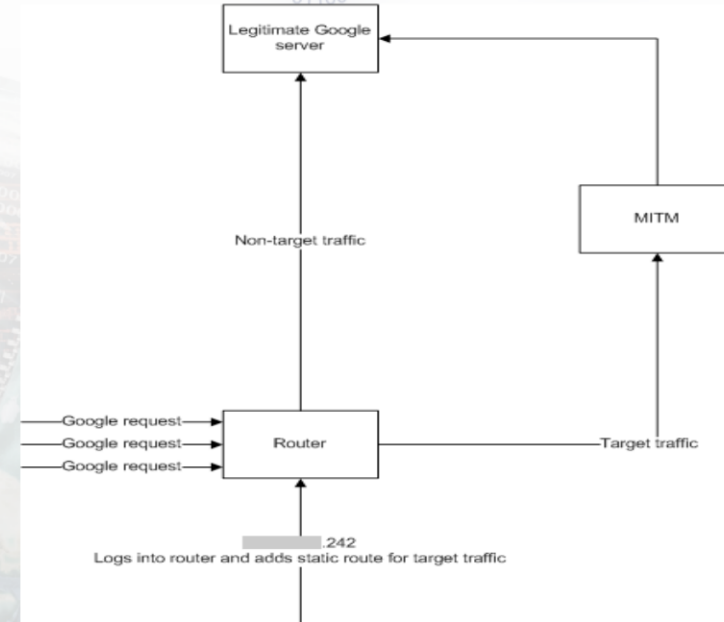 Legitimate Google
server
MITM
Non-target traffic
Google request
Google request
Router
Target traffic
Google request
.242
Logs into router and adds static route for target traffic